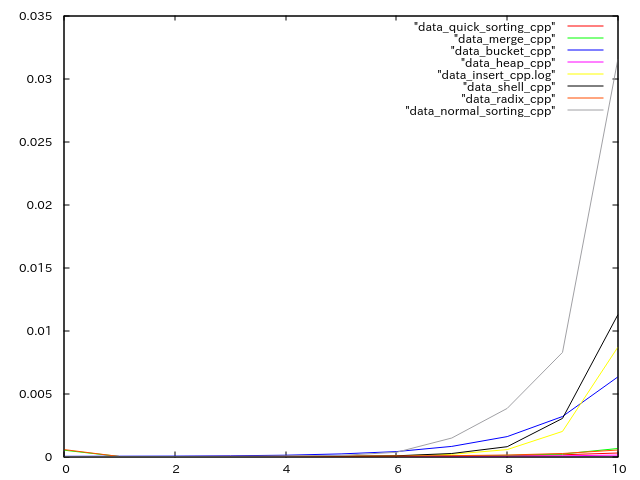 0.035
0.03
0.025
0.02
0.015
0.01
0.005
0
"data_quick_sorting_cpp"
"data_merge_cpp"
"data_bucket_cpp"
"data_heap_cpp"
"data_insert_cpp.log"
"data_shell_cpp"
"data_radix_cpp"
"data_normal_sorting_cpp"
0 2 4 6 8 10